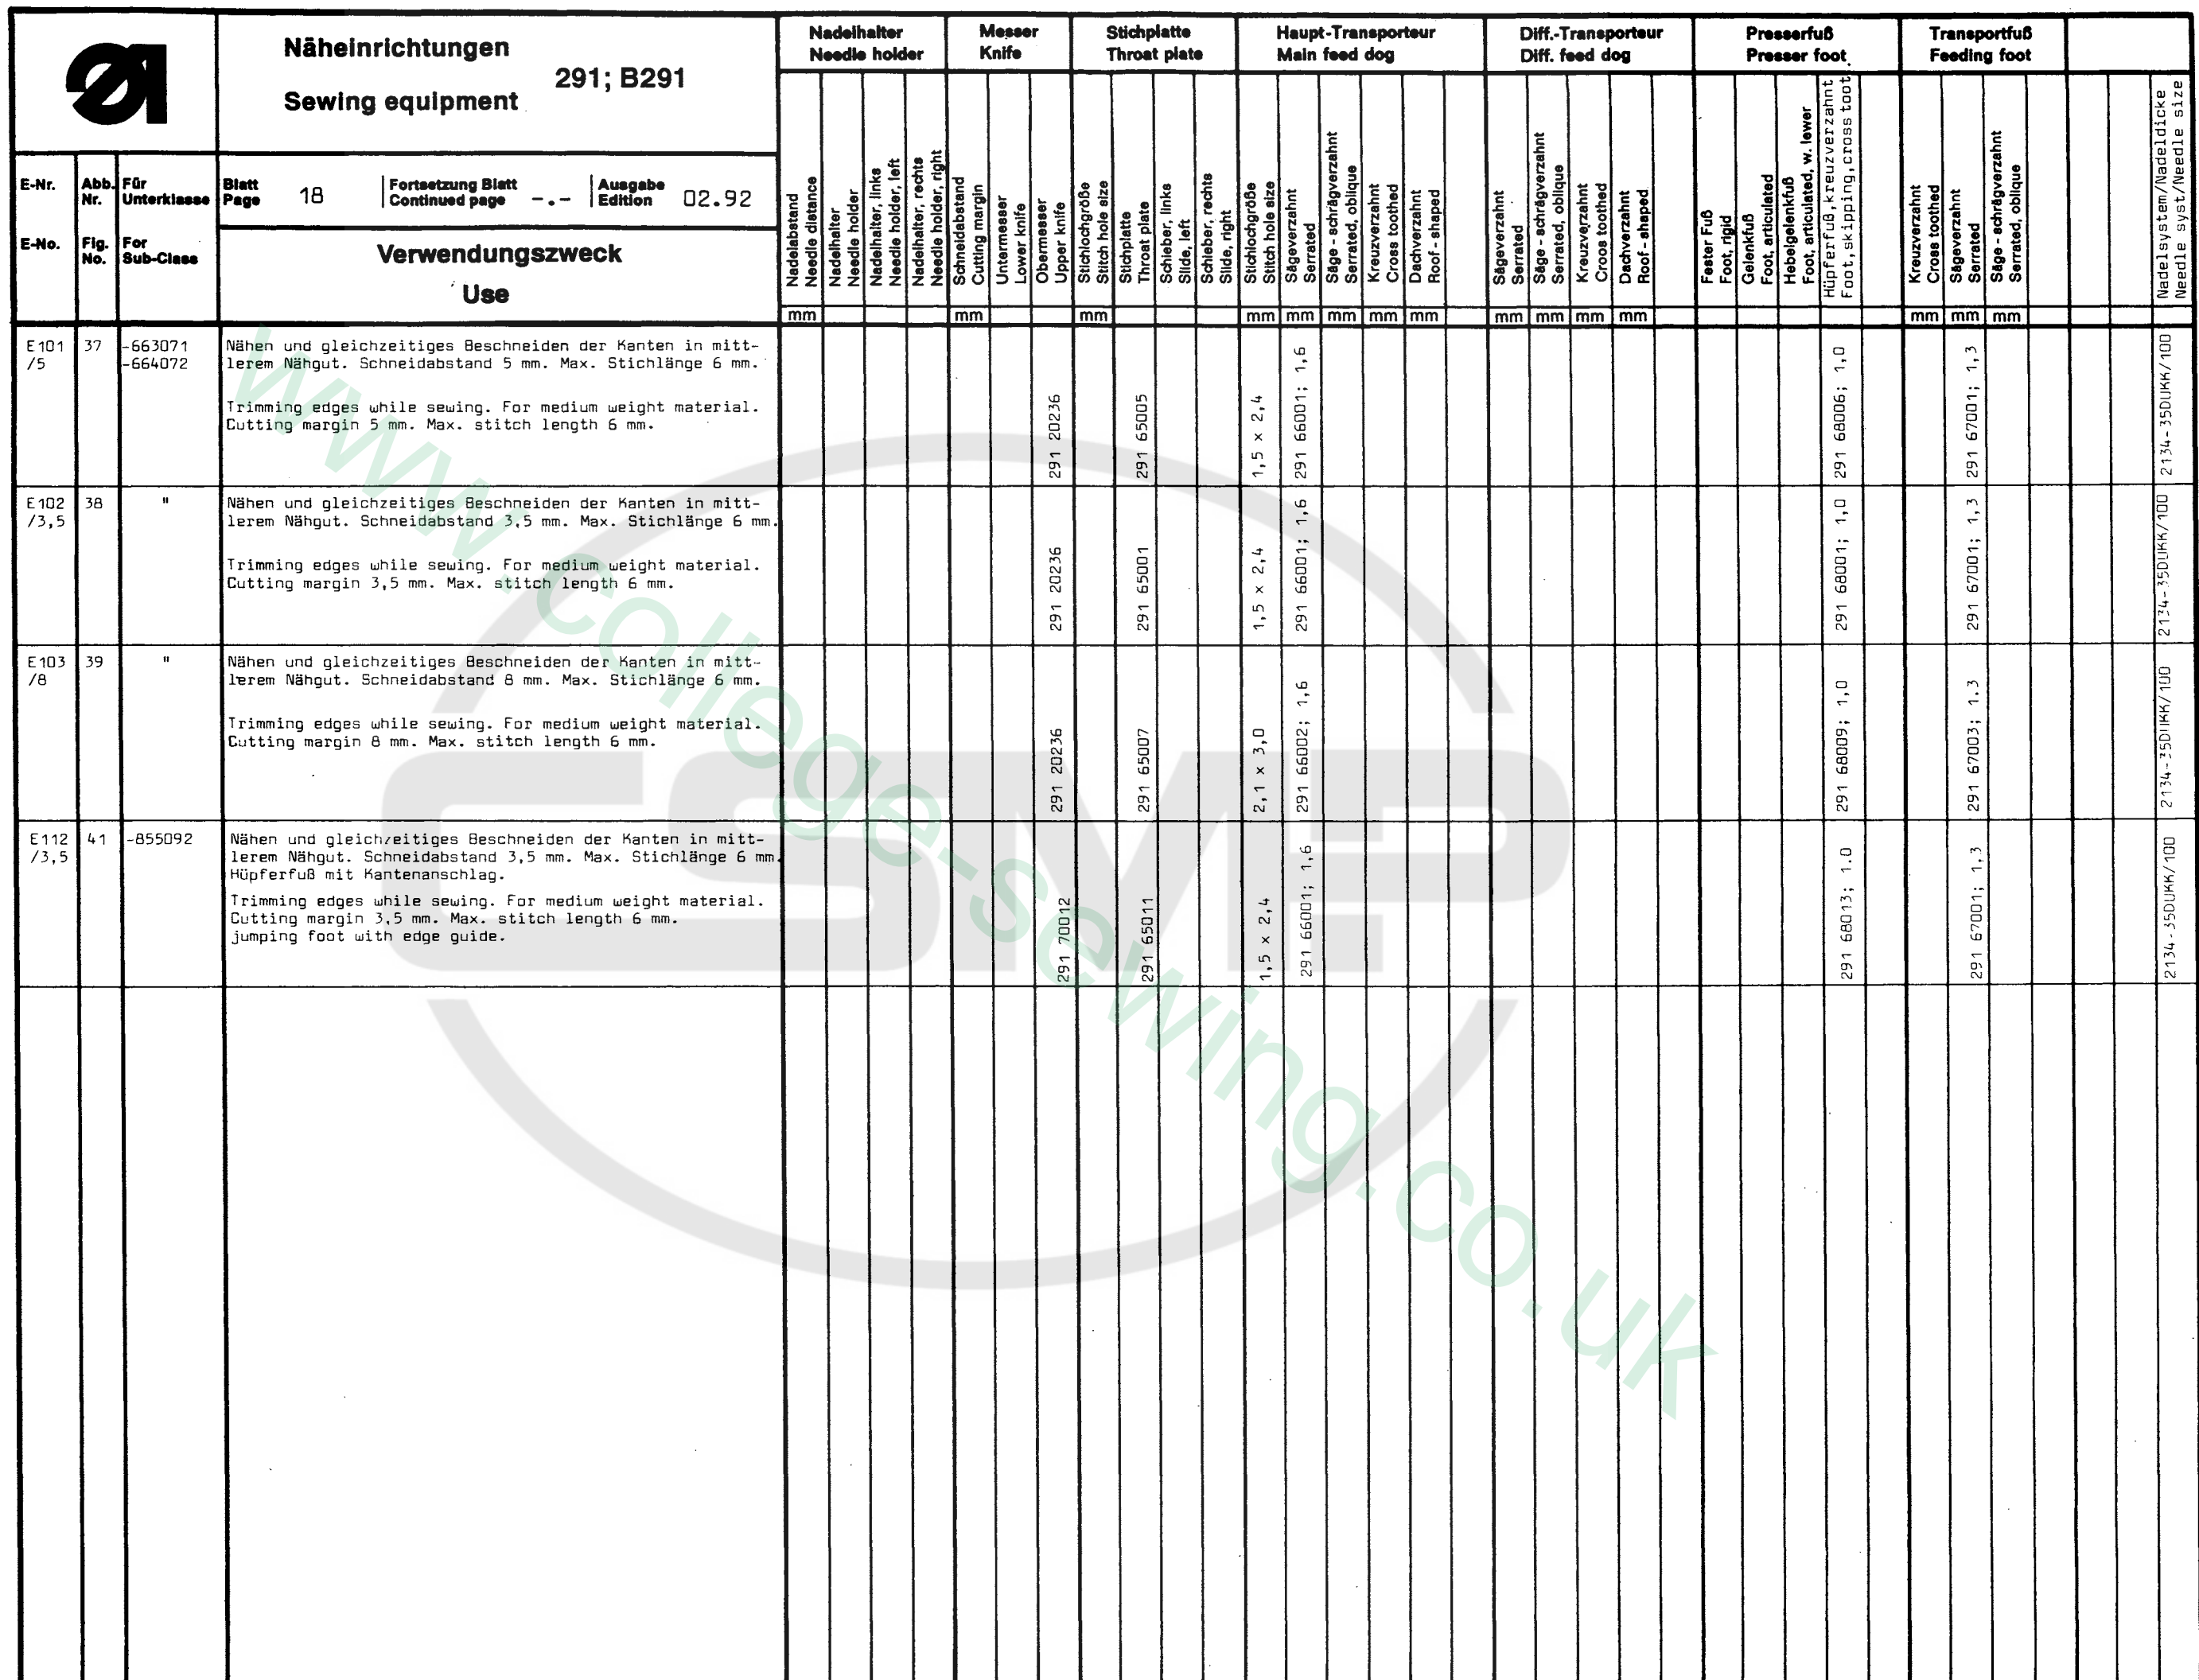 Näheinrichtungen
291; B291
Sewing equipment
E-Nr.
Abb. Nr.
Für Unterklasse
Blatt
Page
18
Fortsetzung Blatt
Continued page
-.-
Ausgabe
Edition
02.92
E-No.
Fig. No.
For Sub-Class
Verwendungszweck
Use
Nadelhalter
Needle holder
Messer
Knife
Stichplatte
Throat plate
Haupt-Transporteur
Main feed dog
Diff.-Transporteur
Diff. feed dog
Presserfuß
Presser foot
Transportfuß
Feeding foot
Nadelabstand
Needle distance
Nadelhalter
Needle holder
Nadelhalter, links
Needle holder, left
Nadelhalter, rechts
Needle holder, right
Schneidabstand
Cutting margin
Untermesser
Lower knife
Obermesser
Upper knife
Stichlochgröße
Stitch hole size
Stichplatte
Throat plate
Schieber, links
Slide, left
Schieber, rechts
Slide, right
Stichlochgröße
Stitch hole size
Sägeverzahnt
Serrated
Säge - schrägverzahnt
Serrated, oblique
Kreuzverzahnt
Cross toothed
Dachverzahnt
Roof - shaped
Sägeverzahnt
Serrated
Säge - schrägverzahnt
Serrated, oblique
Kreuzverzahnt
Croos toothed
Dachverzahnt
Roof - shaped
Fester Fuß
Foot, rigid
Gelenkfuß
Foot, articulated
Hebelgelenkfuß
Foot, articulated, w. lewer
Hüpferfuß,kreuzverzahnt
Foot,skipping,cross toot
Kreuzverzahnt
Cross toothed
Sägeverzahnt
Serrated
Säge - schrägverzahnt
Serrated, oblique
Nadelsystem/Nadeldicke
Needle syst/Needle size
mm mm mm mm mm mm mm mm mm mm mm mm mm mm mm
E101 /5
37
-663071
-664072
Nähen und gleichzeitiges Beschneiden der Kanten in mitt-
lerem Nähgut. Schneidabstand 5 mm. Max. Stichlänge 6 mm.
Trimming edges while sewing. For medium weight material.
Cutting margin 5 mm. Max. stitch length 6 mm.
291 20236
291 65005
1,5 x 2,4
291 66001; 1,6
291 68006; 1,0
291 67001; 1,3
2134-35DUKK/100
E102 /3,5
38
"
Nähen und gleichzeitiges Beschneiden der Kanten in mitt-
lerem Nähgut. Schneidabstand 3,5 mm. Max. Stichlänge 6 mm.
Trimming edges while sewing. For medium weight material.
Cutting margin 3,5 mm. Max. stitch length 6 mm.
291 20236
291 65001
1,5 x 2,4
291 66001; 1,6
291 68001; 1,0
291 67001; 1,3
2134-35DUKK/100
E103 /8
39
"
Nähen und gleichzeitiges Beschneiden der Kanten in mitt-
lerem Nähgut. Schneidabstand 8 mm. Max. Stichlänge 6 mm.
Trimming edges while sewing. For medium weight material.
Cutting margin 8 mm. Max. stitch length 6 mm.
291 20236
291 65007
2,1 x 3,0
291 66002; 1,6
291 68009; 1,0
291 67003; 1.3
2134-35DUKK/100
E112 /3,5
41
-855092
Nähen und gleichzeitiges Beschneiden der Kanten in mitt-
lerem Nähgut. Schneidabstand 3,5 mm. Max. Stichlänge 6 mm.
Hüpferfuß mit Kantenanschlag.
Trimming edges while sewing. For medium weight material.
Cutting margin 3,5 mm. Max. stitch length 6 mm.
jumping foot with edge guide.
291 70012
291 65011
1,5 x 2,4
291 66001; 1,6
291 68013; 1.0
291 67001; 1,3
2134-35DUKK/100
www.college-sewing.co.uk
CSMP